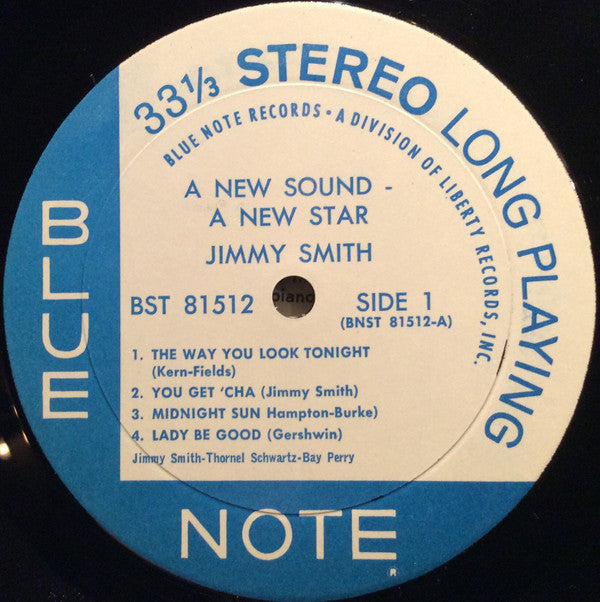 33⅓ STEREO LONG PLAYING
BLUE NOTE RECORDS • A DIVISION OF LIBERTY RECORDS, INC.
A NEW SOUND -
A NEW STAR
JIMMY SMITH
BST 81512
SIDE 1
(BNST 81512-A)
piano
1. THE WAY YOU LOOK TONIGHT
(Kern-Fields)
2. YOU GET 'CHA (Jimmy Smith)
3. MIDNIGHT SUN Hampton-Burke)
4. LADY BE GOOD (Gershwin)
Jimmy Smith-Thornel Schwartz-Bay Perry
BLUE
NOTE
R